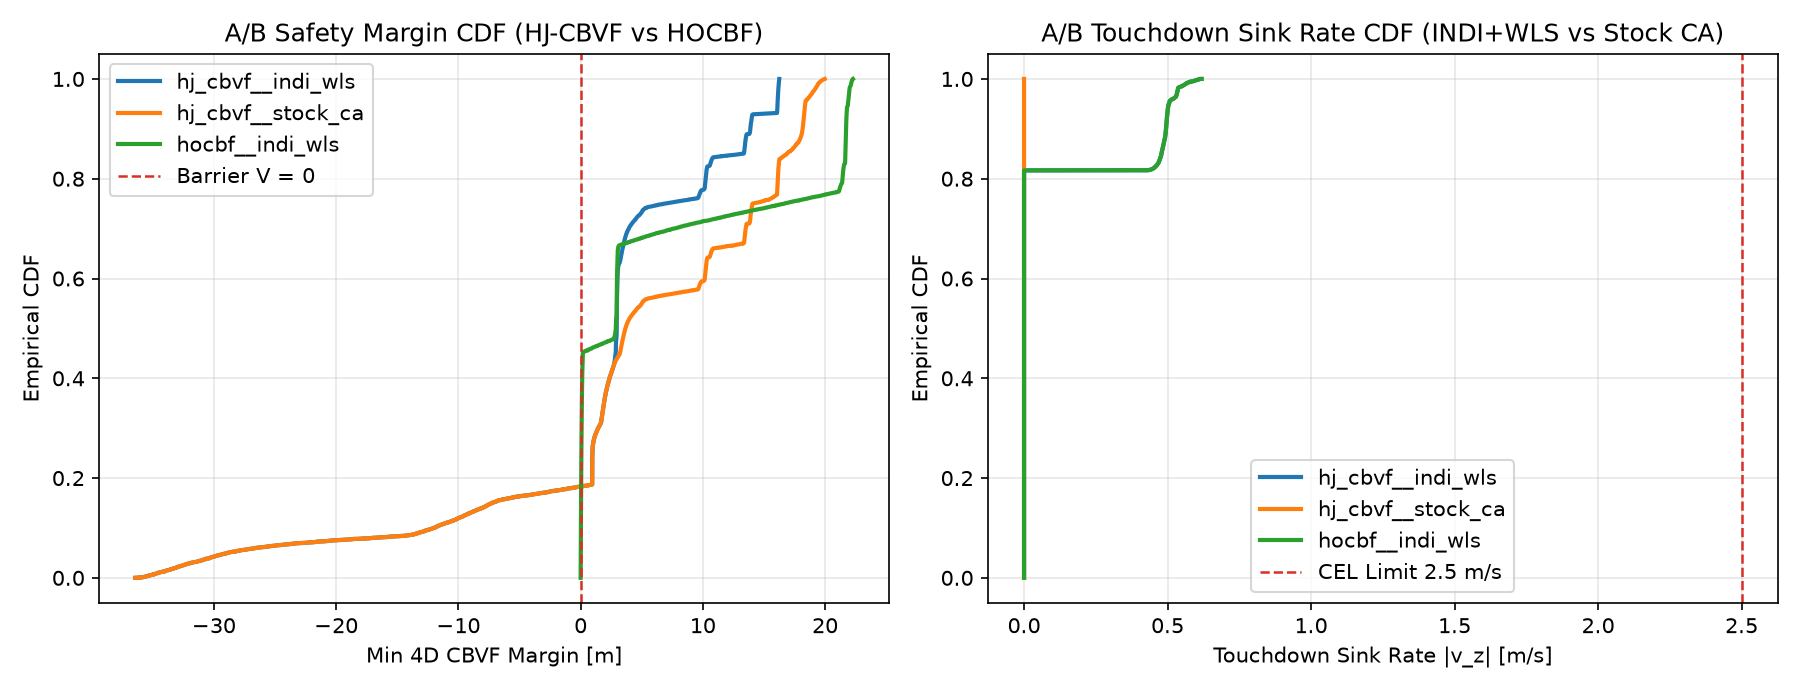 A/B Safety Margin CDF (HJ-CBVF vs HOCBF)
hj_cbvf__indi_wls
hj_cbvf__stock_ca
hocbf__indi_wls
Barrier V = 0
Empirical CDF
1.0
0.8
0.6
0.4
0.2
0.0
−30
−20
−10
0
10
20
Min 4D CBVF Margin [m]
A/B Touchdown Sink Rate CDF (INDI+WLS vs Stock CA)
Empirical CDF
1.0
0.8
0.6
0.4
0.2
0.0
hj_cbvf__indi_wls
hj_cbvf__stock_ca
hocbf__indi_wls
CEL Limit 2.5 m/s
0.0
0.5
1.0
1.5
2.0
2.5
Touchdown Sink Rate |v_z| [m/s]